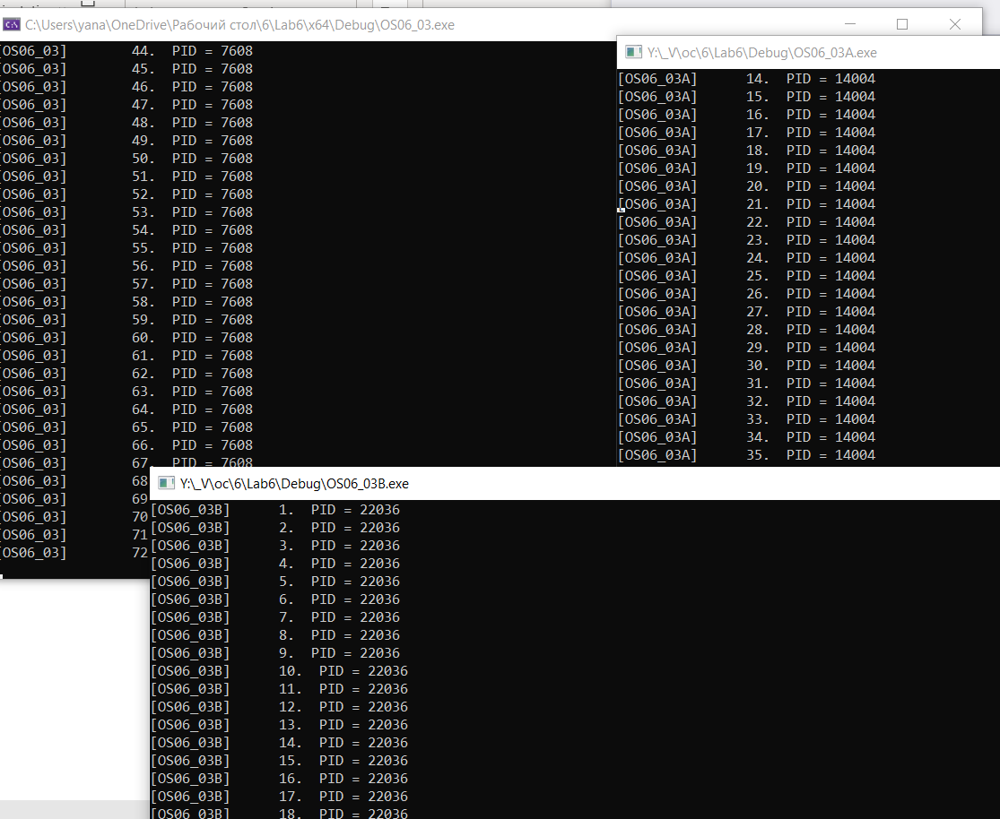 C:\Users\yana\OneDrive\Рабочий стол\6\Lab6\x64\Debug\OS06_03.exe
[OS06_03] 44. PID = 7608
[OS06_03] 45. PID = 7608
[OS06_03] 46. PID = 7608
[OS06_03] 47. PID = 7608
[OS06_03] 48. PID = 7608
[OS06_03] 49. PID = 7608
[OS06_03] 50. PID = 7608
[OS06_03] 51. PID = 7608
[OS06_03] 52. PID = 7608
[OS06_03] 53. PID = 7608
[OS06_03] 54. PID = 7608
[OS06_03] 55. PID = 7608
[OS06_03] 56. PID = 7608
[OS06_03] 57. PID = 7608
[OS06_03] 58. PID = 7608
[OS06_03] 59. PID = 7608
[OS06_03] 60. PID = 7608
[OS06_03] 61. PID = 7608
[OS06_03] 62. PID = 7608
[OS06_03] 63. PID = 7608
[OS06_03] 64. PID = 7608
[OS06_03] 65. PID = 7608
[OS06_03] 66. PID = 7608
[OS06_03] 67. PID = 7608
[OS06_03] 68
[OS06_03] 69
[OS06_03] 70
[OS06_03] 71
[OS06_03] 72
Y:\_V\oc\6\Lab6\Debug\OS06_03A.exe
[OS06_03A] 14. PID = 14004
[OS06_03A] 15. PID = 14004
[OS06_03A] 16. PID = 14004
[OS06_03A] 17. PID = 14004
[OS06_03A] 18. PID = 14004
[OS06_03A] 19. PID = 14004
[OS06_03A] 20. PID = 14004
[OS06_03A] 21. PID = 14004
[OS06_03A] 22. PID = 14004
[OS06_03A] 23. PID = 14004
[OS06_03A] 24. PID = 14004
[OS06_03A] 25. PID = 14004
[OS06_03A] 26. PID = 14004
[OS06_03A] 27. PID = 14004
[OS06_03A] 28. PID = 14004
[OS06_03A] 29. PID = 14004
[OS06_03A] 30. PID = 14004
[OS06_03A] 31. PID = 14004
[OS06_03A] 32. PID = 14004
[OS06_03A] 33. PID = 14004
[OS06_03A] 34. PID = 14004
[OS06_03A] 35. PID = 14004
Y:\_V\oc\6\Lab6\Debug\OS06_03B.exe
[OS06_03B] 1. PID = 22036
[OS06_03B] 2. PID = 22036
[OS06_03B] 3. PID = 22036
[OS06_03B] 4. PID = 22036
[OS06_03B] 5. PID = 22036
[OS06_03B] 6. PID = 22036
[OS06_03B] 7. PID = 22036
[OS06_03B] 8. PID = 22036
[OS06_03B] 9. PID = 22036
[OS06_03B] 10. PID = 22036
[OS06_03B] 11. PID = 22036
[OS06_03B] 12. PID = 22036
[OS06_03B] 13. PID = 22036
[OS06_03B] 14. PID = 22036
[OS06_03B] 15. PID = 22036
[OS06_03B] 16. PID = 22036
[OS06_03B] 17. PID = 22036
[OS06_03B] 18. PID = 22036